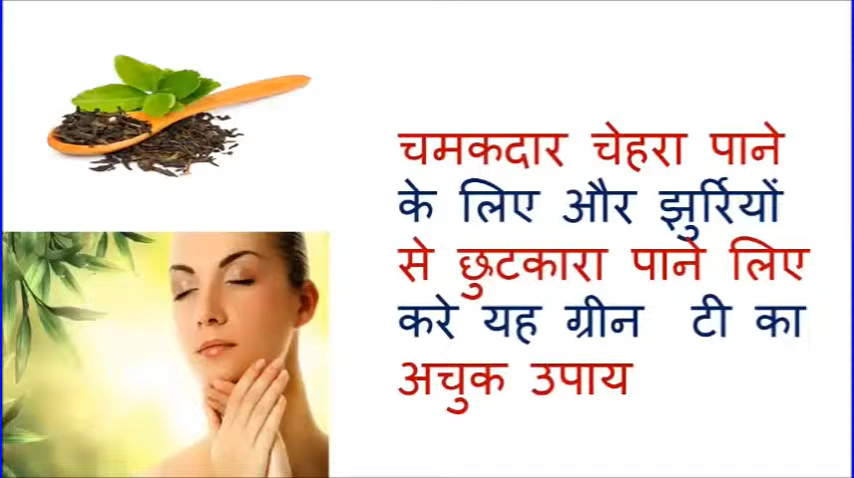 चमकदार चेहरा पाने
के लिए और झुर्रियों
से छुटकारा पाने लिए
करे यह ग्रीन टी का
अचुक उपाय